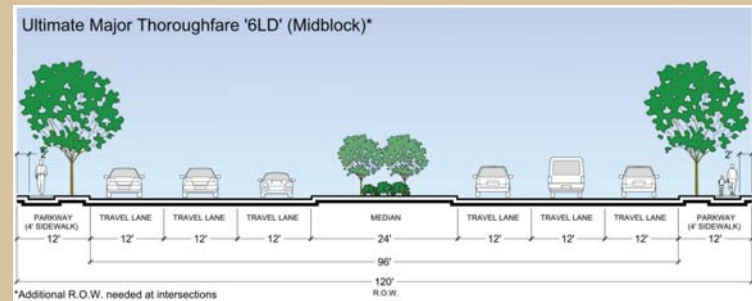 Ultimate Major Thoroughfare '6LD' (Midblock)*
2' 2'
PARKWAY TRAVEL LANE TRAVEL LANE TRAVEL LANE MEDIAN TRAVEL LANE TRAVEL LANE TRAVEL LANE PARKWAY
(4' SIDEWALK) (4' SIDEWALK)
12' 12' 12' 12' 24' 12' 12' 12' 12'
96'
120'
*Additional R.O.W. needed at intersections R.O.W.